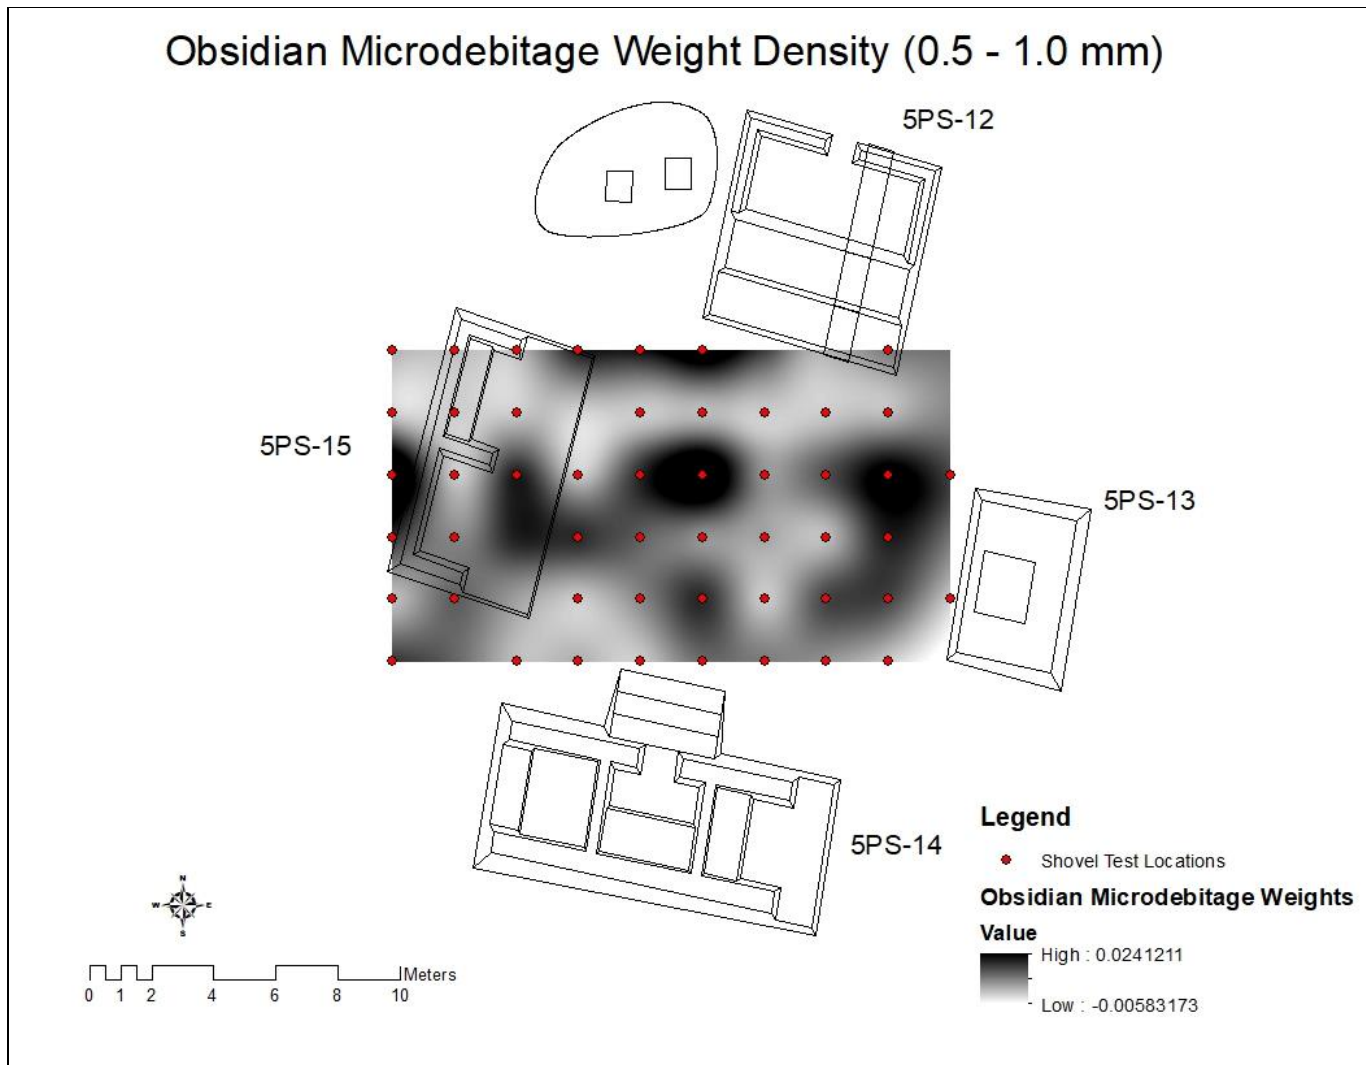 Obsidian Microdebitage Weight Density (0.5 - 1.0 mm)
5PS-12
5PS-15
5PS-13
5PS-14
Legend
Shovel Test Locations
Obsidian Microdebitage Weights
Value
High : 0.0241211
Low : -0.00583173
N
W E
S
Meters
0 1 2 4 6 8 10